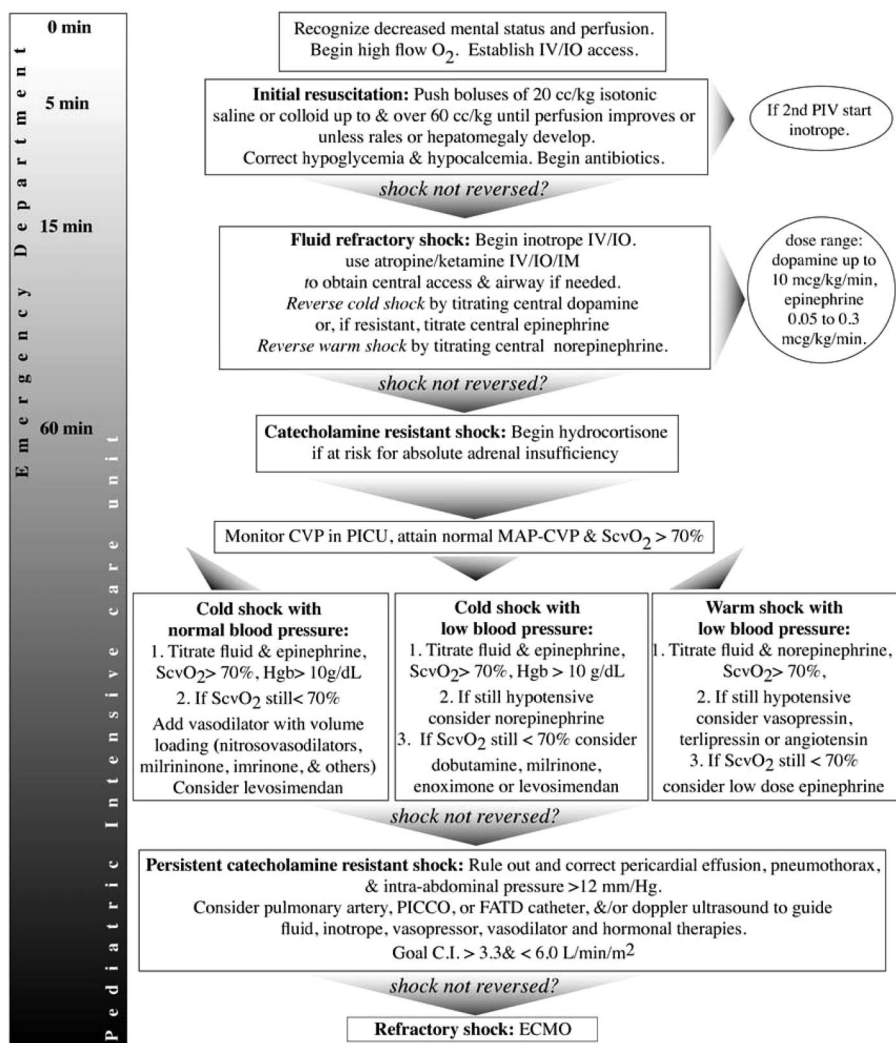 0 min
Recognize decreased mental status and perfusion.
Begin high flow O2. Establish IV/IO access.
5 min
Initial resuscitation: Push boluses of 20 cc/kg isotonic
saline or colloid up to & over 60 cc/kg until perfusion improves or
unless rales or hepatomegaly develop.
Correct hypoglycemia & hypocalcemia. Begin antibiotics.
If 2nd PIV start
inotrope.
shock not reversed?
15 min
Fluid refractory shock: Begin inotrope IV/IO.
use atropine/ketamine IV/IO/IM
to obtain central access & airway if needed.
Reverse cold shock by titrating central dopamine
or, if resistant, titrate central epinephrine
Reverse warm shock by titrating central norepinephrine.
dose range:
dopamine up to
10 mcg/kg/min,
epinephrine
0.05 to 0.3
mcg/kg/min.
shock not reversed?
60 min
Catecholamine resistant shock: Begin hydrocortisone
if at risk for absolute adrenal insufficiency
Monitor CVP in PICU, attain normal MAP-CVP & ScvO2 > 70%
Cold shock with
normal blood pressure:
1. Titrate fluid & epinephrine,
ScvO2> 70%, Hgb> 10g/dL
2. If ScvO2 still< 70%
Add vasodilator with volume
loading (nitrosovasodilators,
milrininone, imrinone, & others)
Consider levosimendan
Cold shock with
low blood pressure:
1. Titrate fluid & epinephrine,
ScvO2> 70%, Hgb > 10 g/dL
2. If still hypotensive
consider norepinephrine
3. If ScvO2 still < 70% consider
dobutamine, milrinone,
enoximone or levosimendan
Warm shock with
low blood pressure:
1. Titrate fluid & norepinephrine,
ScvO2> 70%,
2. If still hypotensive
consider vasopressin,
terlipressin or angiotensin
3. If ScvO2 still < 70%
consider low dose epinephrine
shock not reversed?
Persistent catecholamine resistant shock: Rule out and correct pericardial effusion, pneumothorax,
& intra-abdominal pressure >12 mm/Hg.
Consider pulmonary artery, PICCO, or FATD catheter, &/or doppler ultrasound to guide
fluid, inotrope, vasopressor, vasodilator and hormonal therapies.
Goal C.I. > 3.3& < 6.0 L/min/m2
shock not reversed?
Refractory shock: ECMO
Emergency Department
Pediatric Intensive care unit